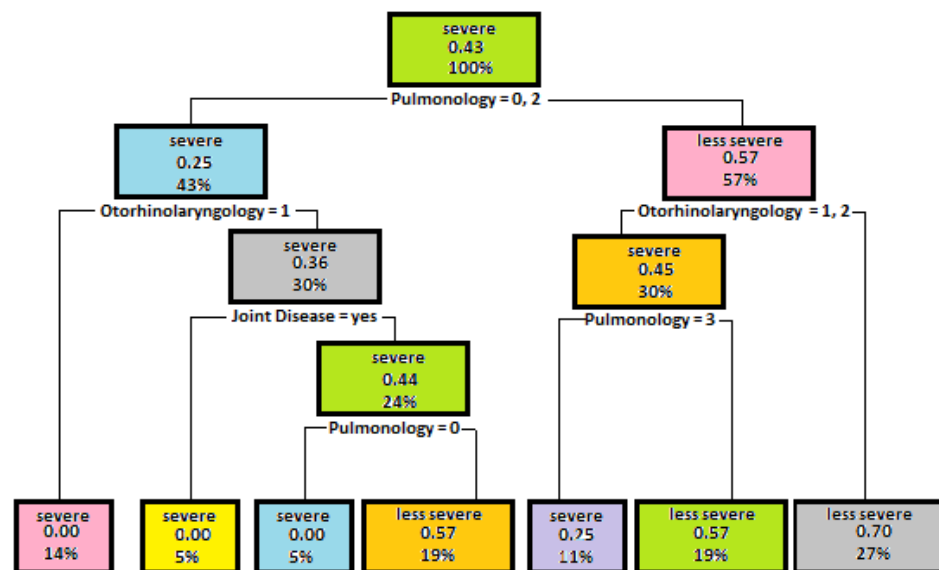 severe
0.43
100%
Pulmonology = 0, 2
severe
0.25
43%
less severe
0.57
57%
Otorhinolaryngology = 1
Otorhinolaryngology = 1, 2
severe
0.36
30%
severe
0.45
30%
Joint Disease = yes
Pulmonology = 3
severe
0.44
24%
Pulmonology = 0
severe
0.00
14%
severe
0.00
5%
severe
0.00
5%
less severe
0.57
19%
severe
0.25
11%
less severe
0.57
19%
less severe
0.70
27%